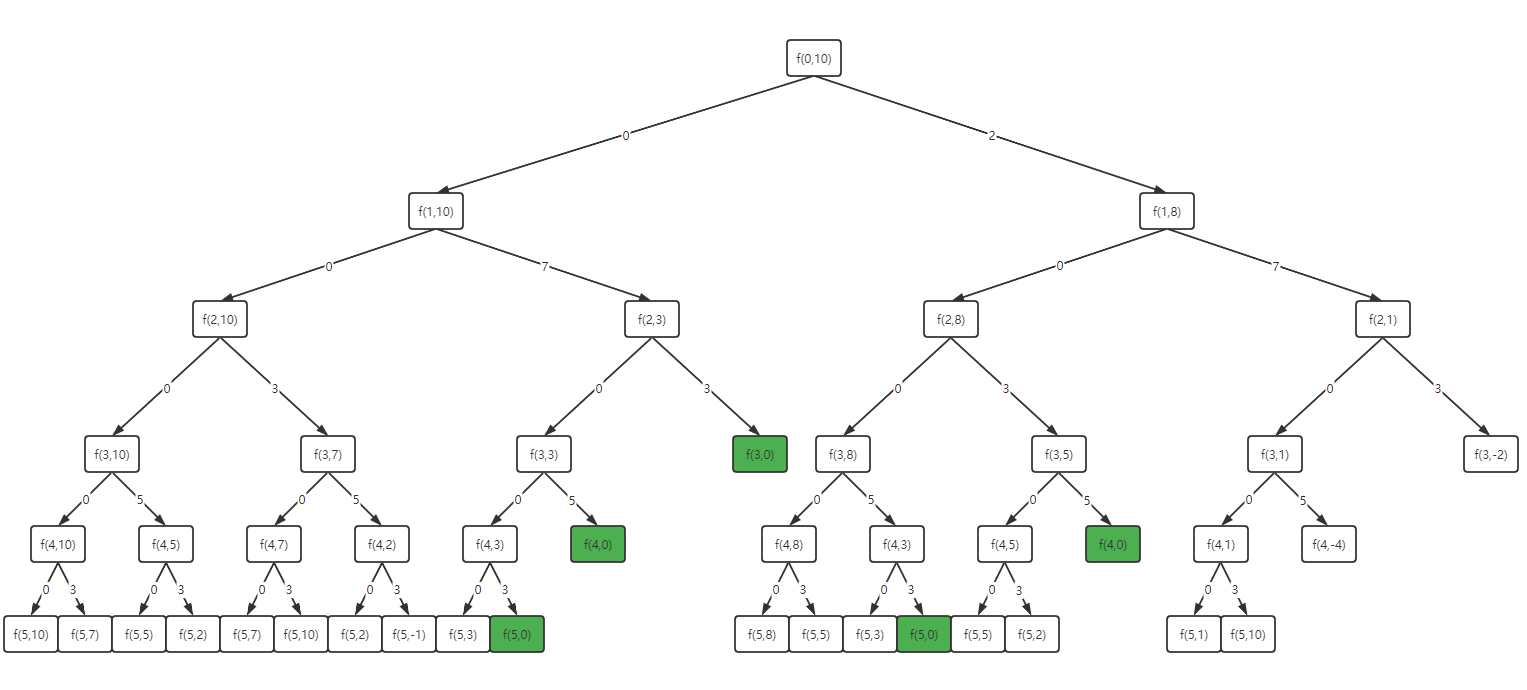 f(0,10)
0 2
f(1,10) f(1,8)
0 7 0 7
f(2,10) f(2,3) f(2,8) f(2,1)
0 3 0 3 0 3 0 3
f(3,10) f(3,7) f(3,3) f(3,0) f(3,8) f(3,5) f(3,1) f(3,-2)
0 5 0 5 0 5 0 5 0 5 0 5
f(4,10) f(4,5) f(4,7) f(4,2) f(4,3) f(4,0) f(4,8) f(4,3) f(4,5) f(4,0) f(4,1) f(4,-4)
0 3 0 3 0 3 0 3 0 3 0 3 0 3 0 3 0 3
f(5,10) f(5,7) f(5,5) f(5,2) f(5,7) f(5,10) f(5,2) f(5,-1) f(5,3) f(5,0) f(5,8) f(5,5) f(5,3) f(5,0) f(5,5) f(5,2) f(5,1) f(5,10)